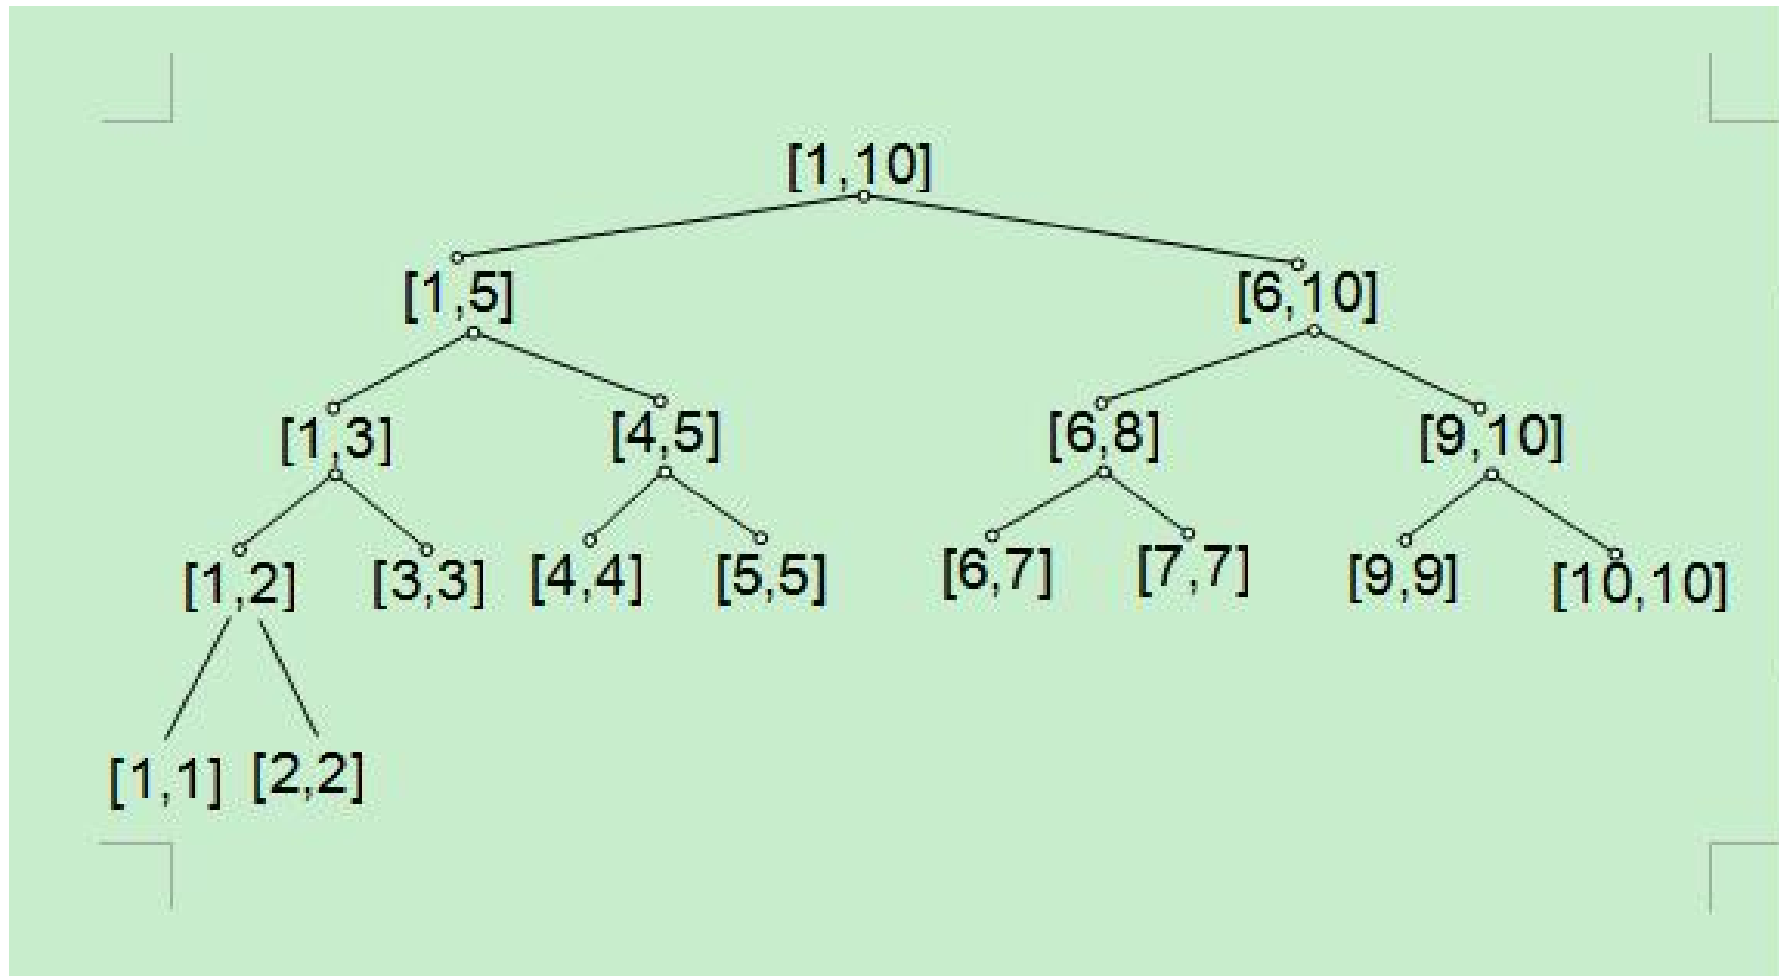 [1,10]
[1,5] [6,10]
[1,3] [4,5] [6,8] [9,10]
[1,2] [3,3] [4,4] [5,5] [6,7] [7,7] [9,9] [10,10]
[1,1] [2,2]